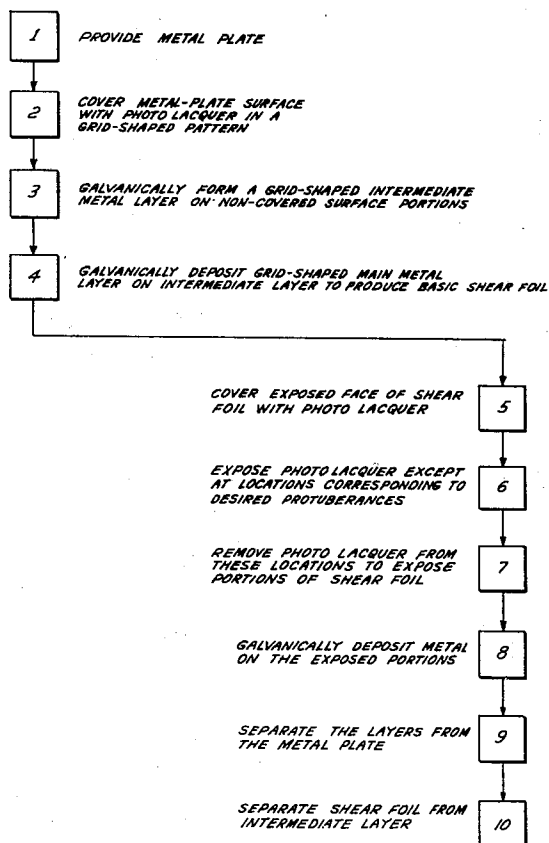 1 PROVIDE METAL PLATE
2 COVER METAL-PLATE SURFACE
WITH PHOTO LACQUER IN A
GRID-SHAPED PATTERN
3 GALVANICALLY FORM A GRID-SHAPED INTERMEDIATE
METAL LAYER ON NON-COVERED SURFACE PORTIONS
4 GALVANICALLY DEPOSIT GRID-SHAPED MAIN METAL
LAYER ON INTERMEDIATE LAYER TO PRODUCE BASIC SHEAR FOIL
COVER EXPOSED FACE OF SHEAR
FOIL WITH PHOTO LACQUER 5
EXPOSE PHOTO LACQUER EXCEPT
AT LOCATIONS CORRESPONDING TO
DESIRED PROTUBERANCES 6
REMOVE PHOTO LACQUER FROM
THESE LOCATIONS TO EXPOSE
PORTIONS OF SHEAR FOIL 7
GALVANICALLY DEPOSIT METAL
ON THE EXPOSED PORTIONS 8
SEPARATE THE LAYERS FROM
THE METAL PLATE 9
SEPARATE SHEAR FOIL FROM
INTERMEDIATE LAYER 10